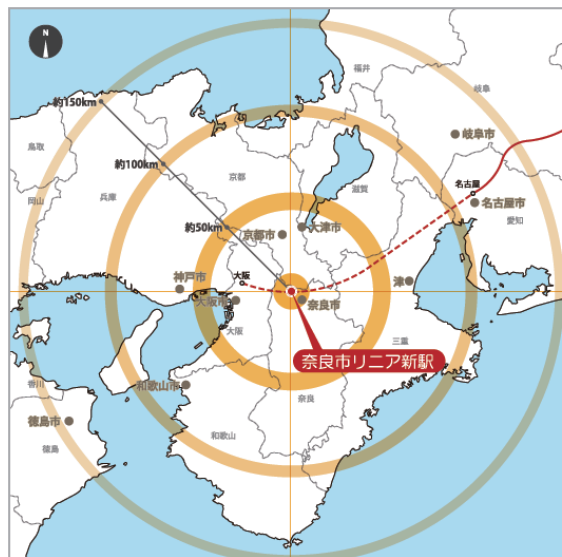 N
福井
岐阜
約150km
岐阜市
鳥取
約100km
京都
滋賀
名古屋
兵庫
名古屋市
岡山
愛知
約50km
京都市
大津市
神戸市
大阪
津
大阪市
奈良市
大阪
三重
奈良市リニア新駅
香川
和歌山市
奈良
徳島市
和歌山
徳島